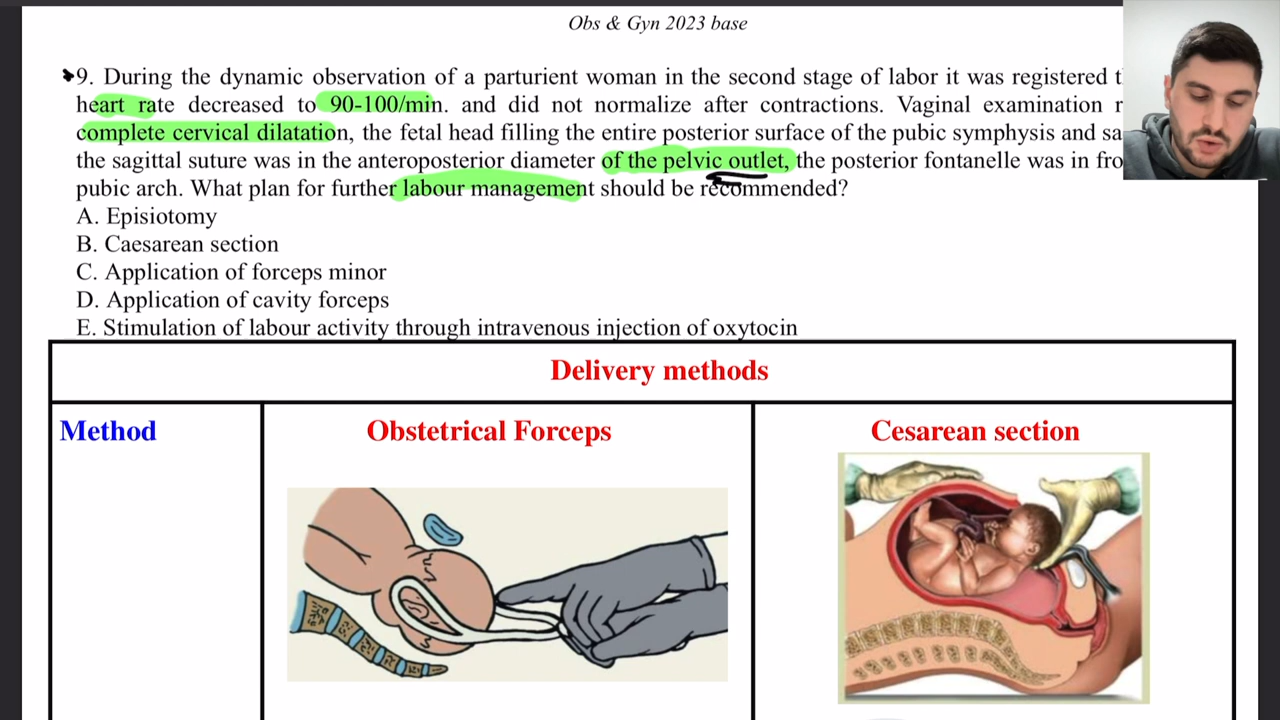 Obs & Gyn 2023 base
9. During the dynamic observation of a parturient woman in the second stage of labor it was registered
heart rate decreased to 90-100/min. and did not normalize after contractions. Vaginal examination
complete cervical dilatation, the fetal head filling the entire posterior surface of the pubic symphysis and
the sagittal suture was in the anteroposterior diameter of the pelvic outlet, the posterior fontanelle was in
pubic arch. What plan for further labour management should be recommended?
A. Episiotomy
B. Caesarean section
C. Application of forceps minor
D. Application of cavity forceps
E. Stimulation of labour activity through intravenous injection of oxytocin
Delivery methods
Method Obstetrical Forceps Cesarean section